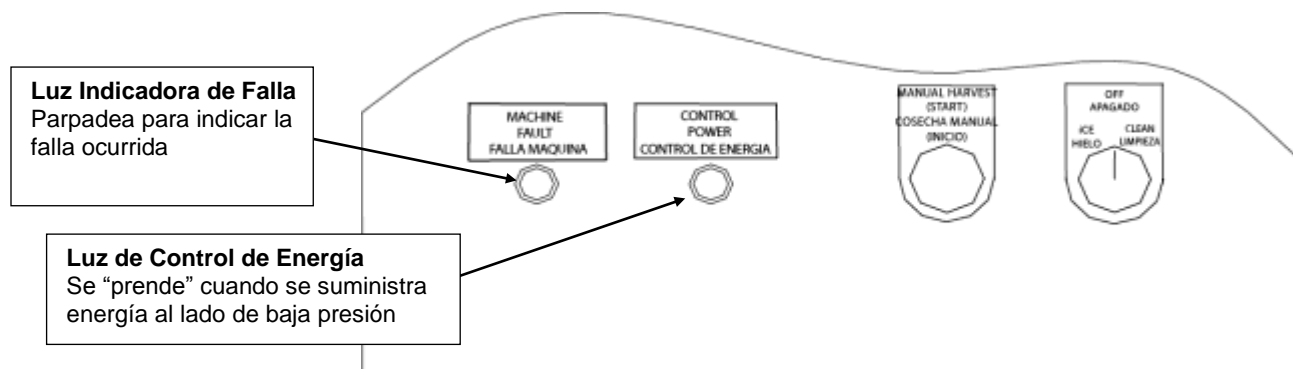 Luz Indicadora de Falla
Parpadea para indicar la
falla ocurrida
MACHINE
FAULT
FALLA MAQUINA
CONTROL
POWER
CONTROL DE ENERGIA
MANUAL HARVEST
(START)
COSECHA MANUAL
(INICIO)
OFF
APAGADO
ICE
HIELO
CLEAN
LIMPIEZA
Luz de Control de Energía
Se “prende” cuando se suministra
energía al lado de baja presión